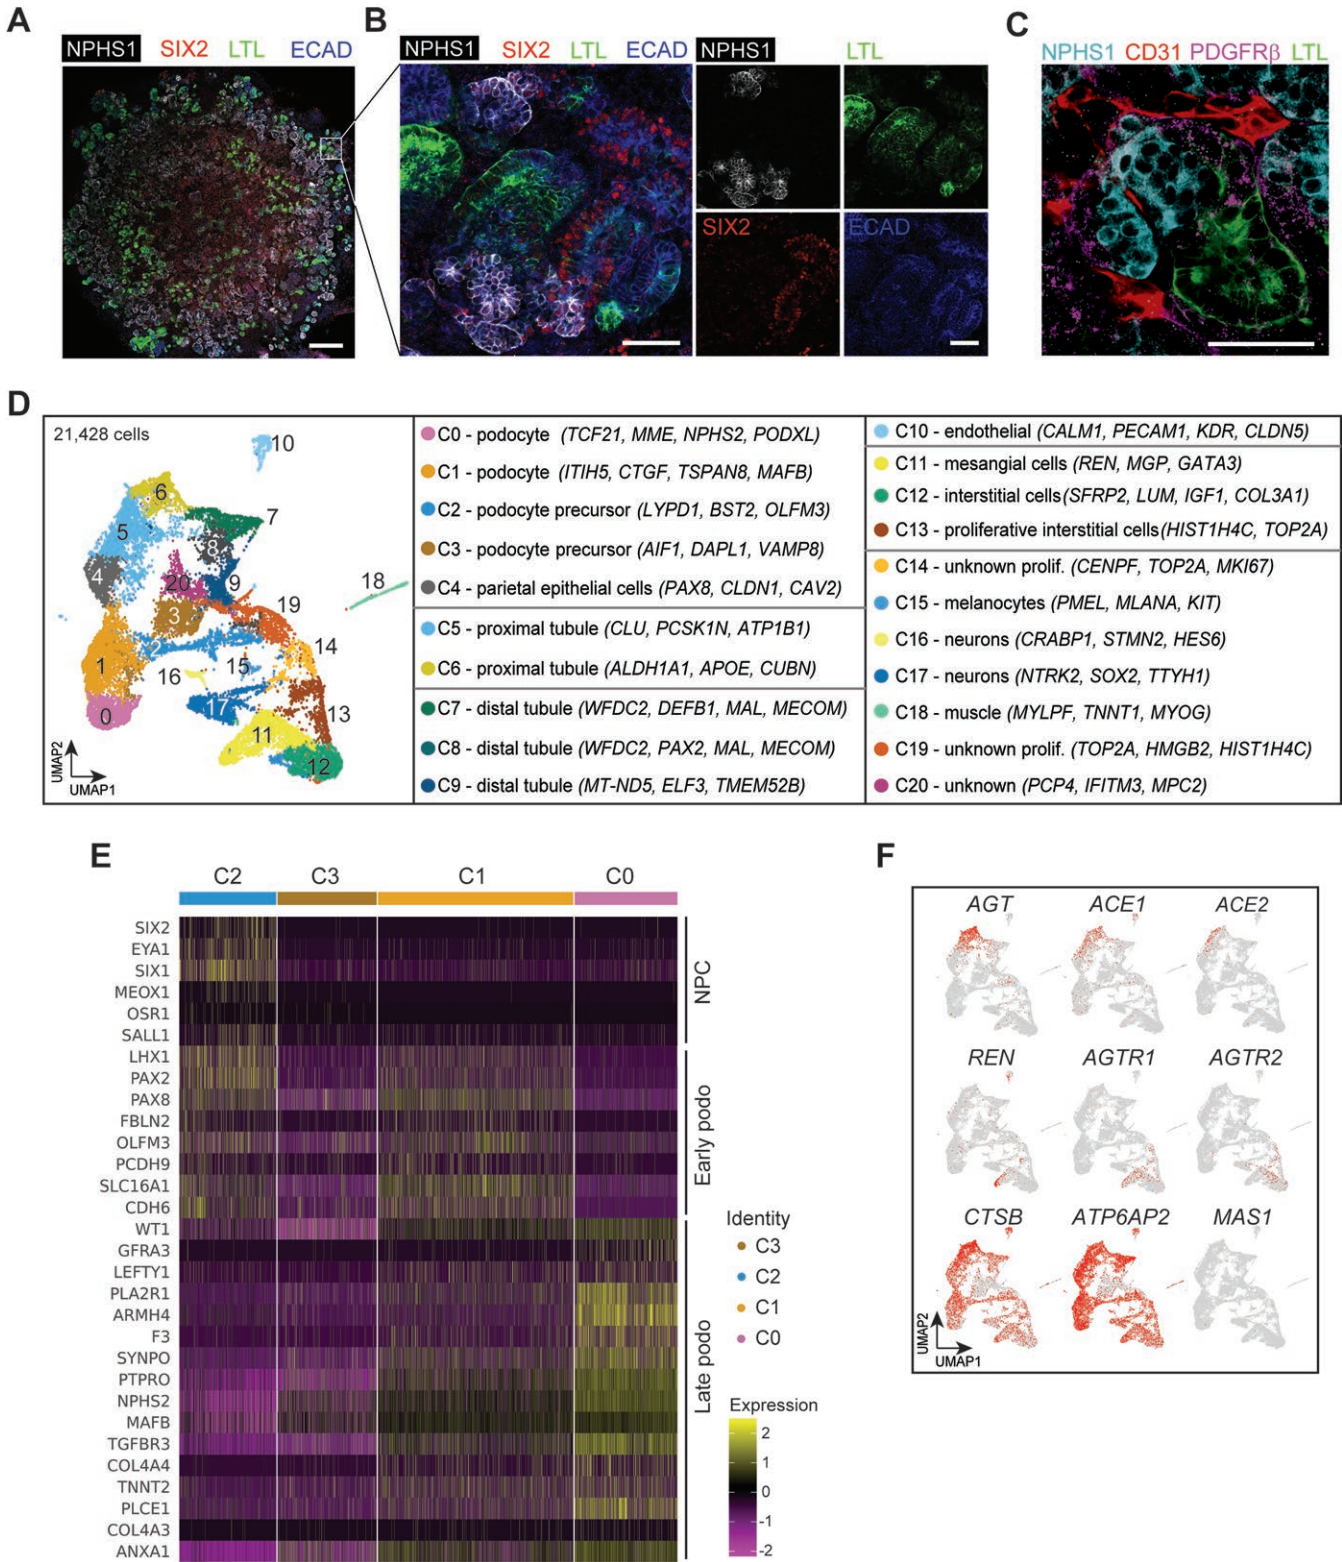 A
NPHS1 SIX2 LTL ECAD
B
NPHS1 SIX2 LTL ECAD
NPHS1
LTL
SIX2
ECAD
C
NPHS1 CD31 PDGFRβ LTL
D
21,428 cells
10
6
5
7
8
4
20
9
18
3
19
2
14
1
16
15
17
13
0
11
12
UMAP2
UMAP1
C0 - podocyte (TCF21, MME, NPHS2, PODXL)
C1 - podocyte (ITIH5, CTGF, TSPAN8, MAFB)
C2 - podocyte precursor (LYPD1, BST2, OLFM3)
C3 - podocyte precursor (AIF1, DAPL1, VAMP8)
C4 - parietal epithelial cells (PAX8, CLDN1, CAV2)
C5 - proximal tubule (CLU, PCSK1N, ATP1B1)
C6 - proximal tubule (ALDH1A1, APOE, CUBN)
C7 - distal tubule (WFDC2, DEFB1, MAL, MECOM)
C8 - distal tubule (WFDC2, PAX2, MAL, MECOM)
C9 - distal tubule (MT-ND5, ELF3, TMEM52B)
C10 - endothelial (CALM1, PECAM1, KDR, CLDN5)
C11 - mesangial cells (REN, MGP, GATA3)
C12 - interstitial cells (SFRP2, LUM, IGF1, COL3A1)
C13 - proliferative interstitial cells (HIST1H4C, TOP2A)
C14 - unknown prolif. (CENPF, TOP2A, MKI67)
C15 - melanocytes (PMEL, MLANA, KIT)
C16 - neurons (CRABP1, STMN2, HES6)
C17 - neurons (NTRK2, SOX2, TTYH1)
C18 - muscle (MYLPF, TNNT1, MYOG)
C19 - unknown prolif. (TOP2A, HMGB2, HIST1H4C)
C20 - unknown (PCP4, IFITM3, MPC2)
E
C2 C3 C1 C0
SIX2
EYA1
SIX1
MEOX1
OSR1
SALL1
LHX1
PAX2
PAX8
FBLN2
OLFM3
PCDH9
SLC16A1
CDH6
WT1
GFRA3
LEFTY1
PLA2R1
ARMH4
F3
SYNPO
PTPRO
NPHS2
MAFB
TGFBR3
COL4A4
TNNT2
PLCE1
COL4A3
ANXA1
NPC
Early podo
Late podo
Identity
C3
C2
C1
C0
Expression
2
1
0
-1
-2
F
AGT ACE1 ACE2
REN AGTR1 AGTR2
CTSB ATP6AP2 MAS1
UMAP2
UMAP1